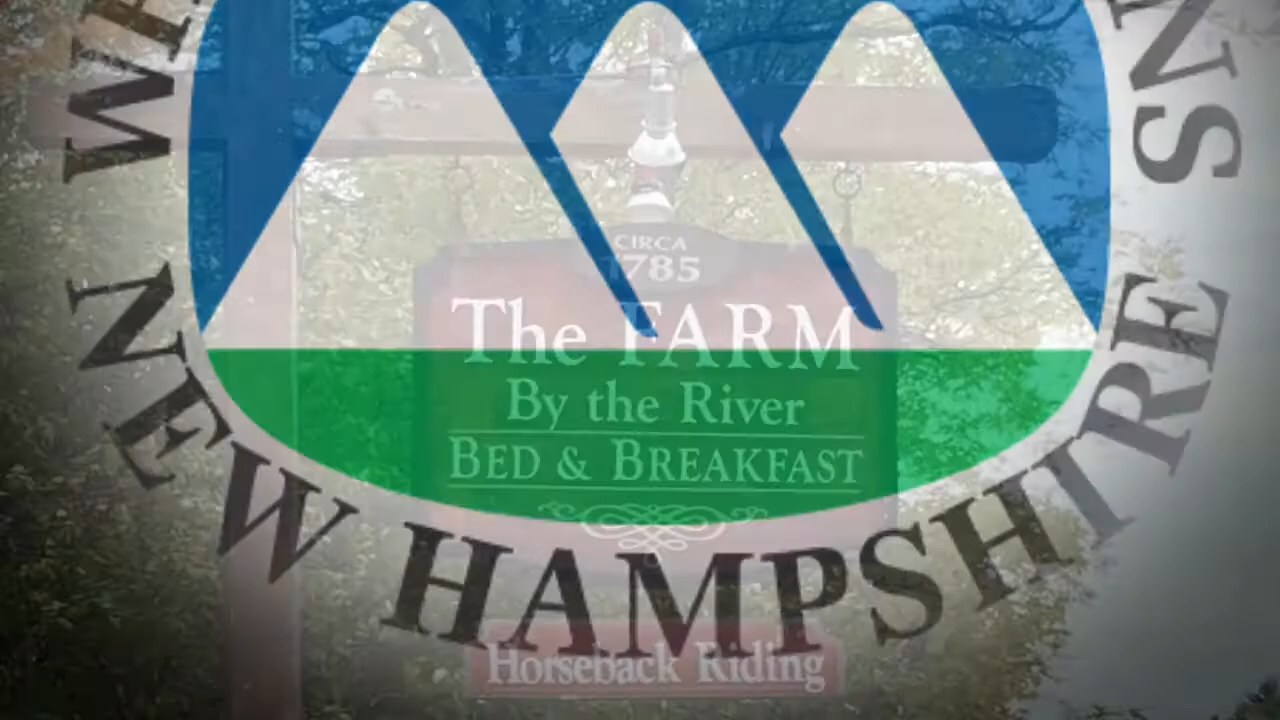 CIRCA
1785
The FARM
By the River
BED & BREAKFAST
NEW HAMPSHIRE
Horseback Riding